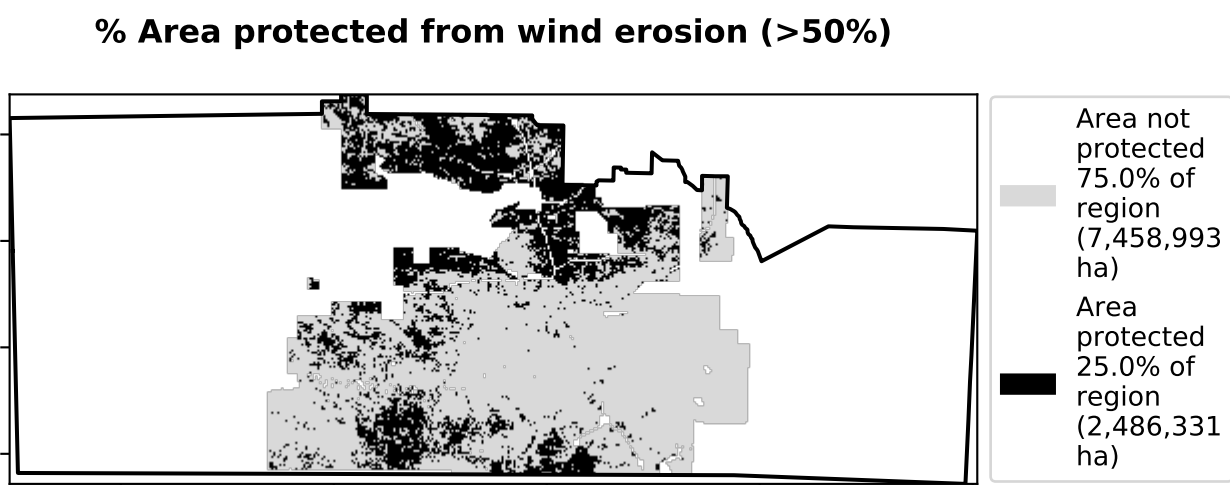 % Area protected from wind erosion (>50%)
Area not
protected
75.0% of
region
(7,458,993
ha)
Area
protected
25.0% of
region
(2,486,331
ha)